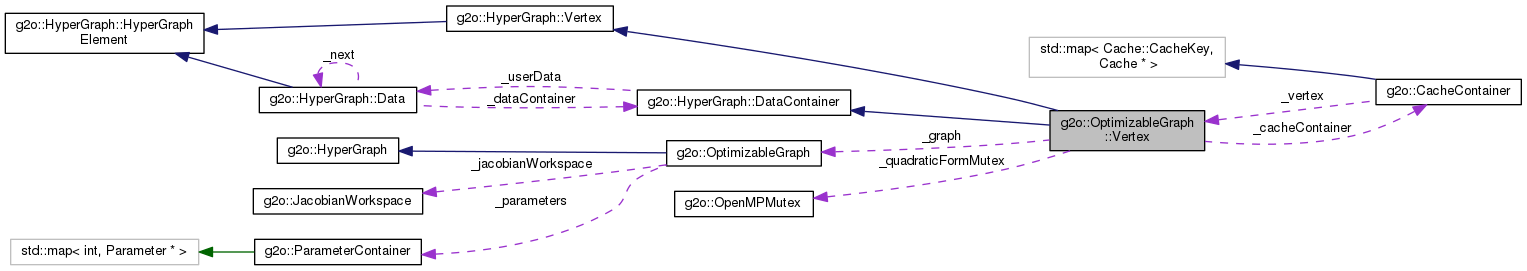 g2o::HyperGraph::HyperGraph
Element
g2o::HyperGraph::Vertex
std::map< Cache::CacheKey,
Cache * >
_next
g2o::HyperGraph::Data
_userData
_dataContainer
g2o::HyperGraph::DataContainer
g2o::CacheContainer
_vertex
_cacheContainer
g2o::OptimizableGraph
::Vertex
_graph
_quadraticFormMutex
g2o::HyperGraph
g2o::OptimizableGraph
_jacobianWorkspace
g2o::JacobianWorkspace
_parameters
g2o::OpenMPMutex
std::map< int, Parameter * >
g2o::ParameterContainer